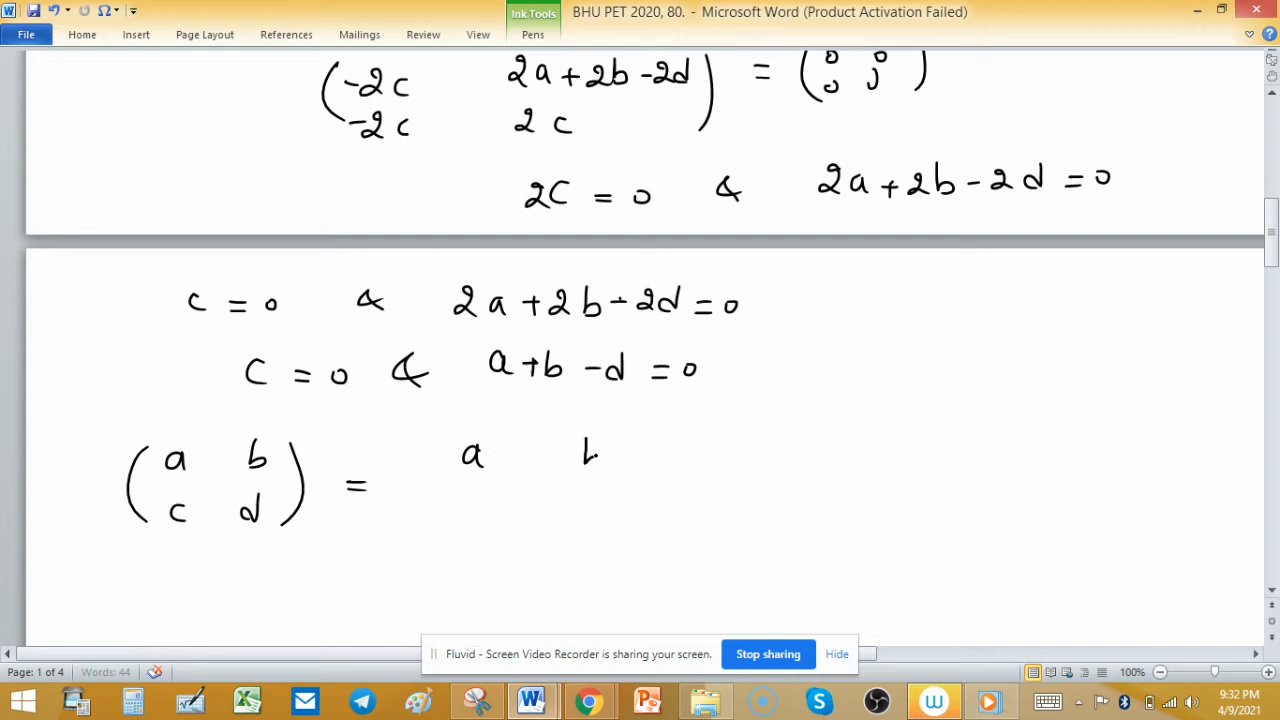 BHU PET 2020, 80. - Microsoft Word (Product Activation Failed)
Ink Tools
File Home Insert Page Layout References Mailings Review View Pens
-2c 2a+2b-2d = 0 0
-2c 2c 0 0
2C = 0 & 2a+2b-2d = 0
c = 0 & 2a+2b-2d = 0
C = 0 & a+b-d = 0
a b = a
c d
Fluvid - Screen Video Recorder is sharing your screen. Stop sharing Hide
Page: 1 of 4 Words: 44 100%
9:32 PM
4/9/2021